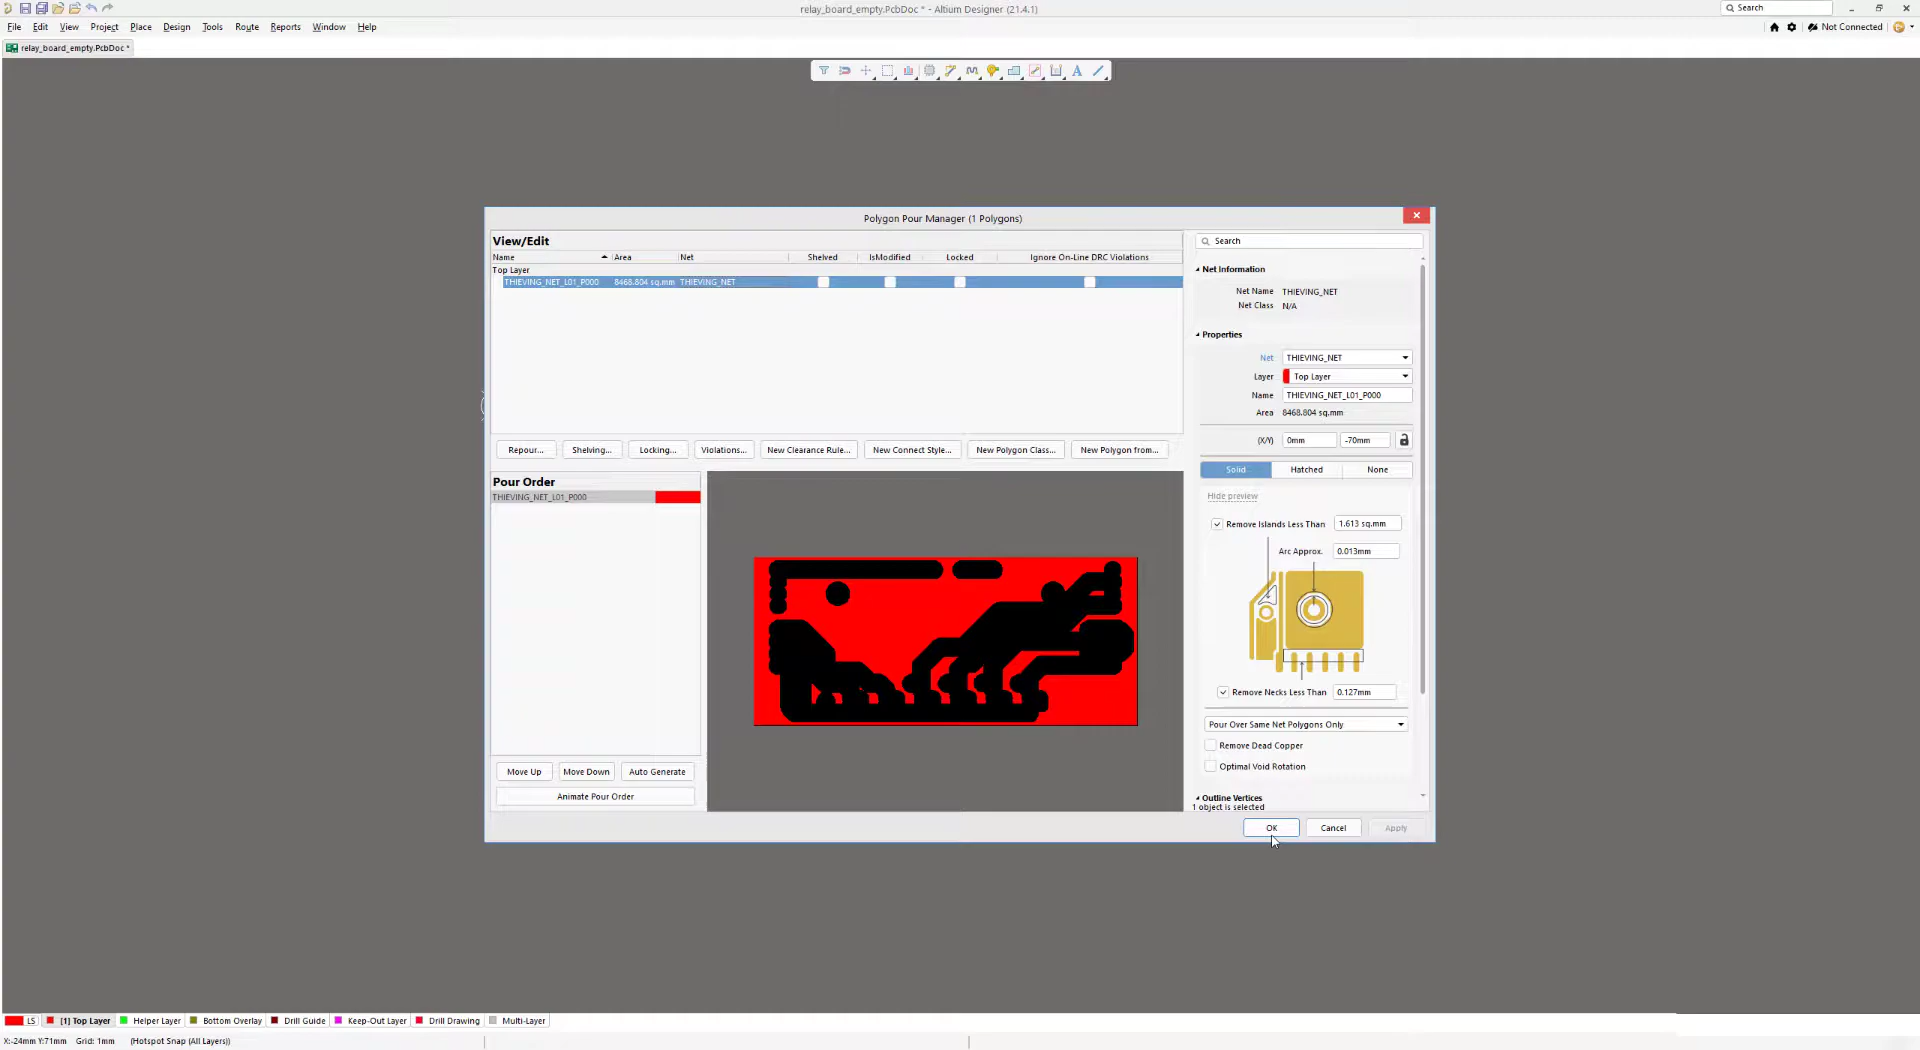 relay_board_empty.PcbDoc * - Altium Designer (21.4.1)
Search
File Edit View Project Place Design Tools Route Reports Window Help
Not Connected
relay_board_empty.PcbDoc *
Polygon Pour Manager (1 Polygons)
View/Edit
Name Area Net Shelved IsModified Locked Ignore On-Line DRC Violations
Top Layer
THIEVING_NET_L01_P000 8468.804 sq.mm THIEVING_NET
Repour... Shelving... Locking... Violations... New Clearance Rule... New Connect Style... New Polygon Class... New Polygon from...
Pour Order
THIEVING_NET_L01_P000
Move Up Move Down Auto Generate
Animate Pour Order
Search
Net Information
Net Name THIEVING_NET
Net Class N/A
Properties
Net THIEVING_NET
Layer Top Layer
Name THIEVING_NET_L01_P000
Area 8468.804 sq.mm
(X/Y) 0mm -70mm
Solid Hatched None
Hide preview
Remove Islands Less Than 1.613 sq.mm
Arc Approx. 0.013mm
Remove Necks Less Than 0.127mm
Pour Over Same Net Polygons Only
Remove Dead Copper
Optimal Void Rotation
Outline Vertices
1 object is selected
OK Cancel Apply
LS [1] Top Layer Helper Layer Bottom Overlay Drill Guide Keep-Out Layer Drill Drawing Multi-Layer
X:-24mm Y:71mm Grid: 1mm (Hotspot Snap (All Layers))